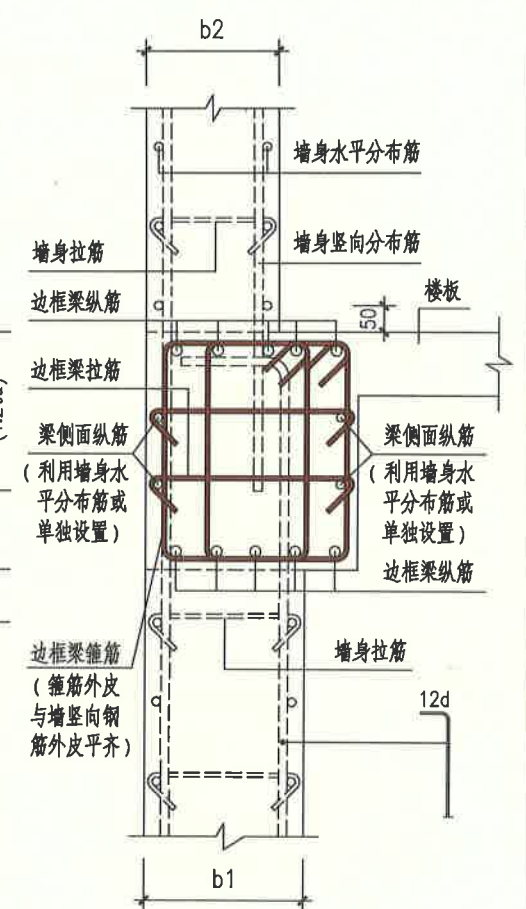 b2
墙身水平分布筋
墙身拉筋
墙身竖向分布筋
边框梁纵筋
50
楼板
边框梁拉筋
梁侧面纵筋
(利用墙身水
平分布筋或
单独设置)
梁侧面纵筋
(利用墙身水
平分布筋或
单独设置)
边框梁纵筋
边框梁箍筋
(箍筋外皮
与墙竖向钢
筋外皮平齐)
墙身拉筋
12d
b1